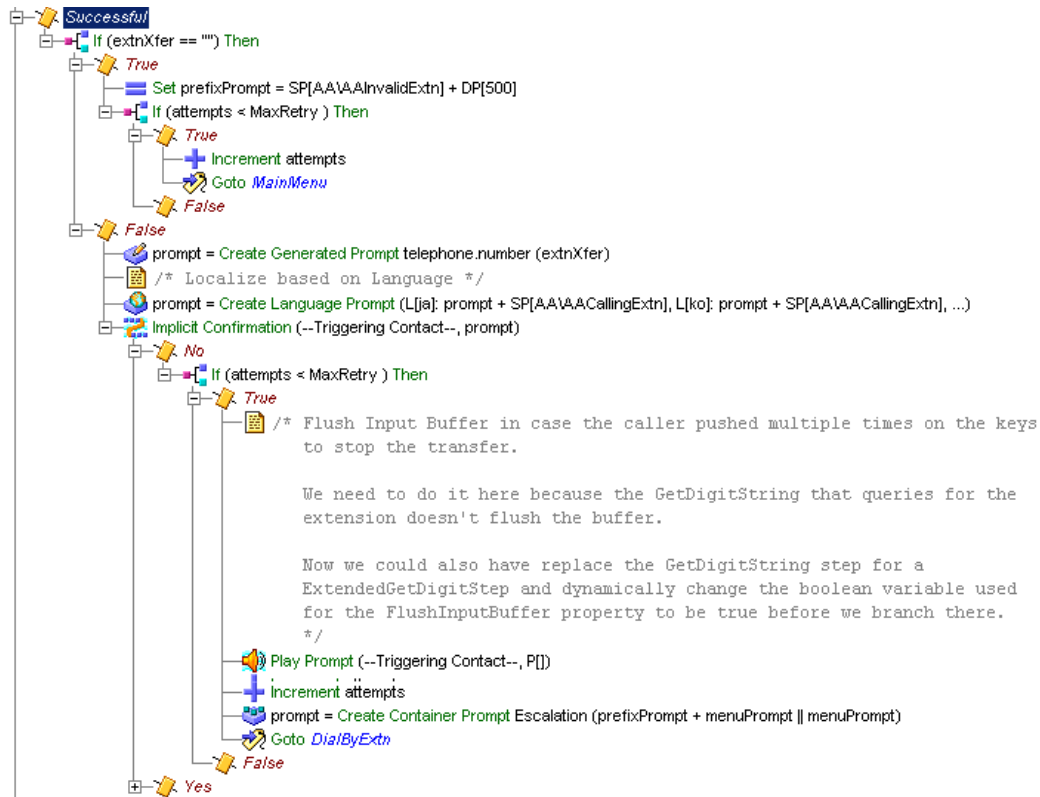 Successful
If (extnXfer == "") Then
True
Set prefixPrompt = SP[AA\AAInvalidExtn] + DP[500]
If (attempts < MaxRetry ) Then
True
Increment attempts
Goto MainMenu
False
False
prompt = Create Generated Prompt telephone.number (extnXfer)
/* Localize based on Language */
prompt = Create Language Prompt (L[ja]: prompt + SP[AA\AACallingExtn], L[ko]: prompt + SP[AA\AACallingExtn], ...)
Implicit Confirmation (--Triggering Contact--, prompt)
No
If (attempts < MaxRetry ) Then
True
/* Flush Input Buffer in case the caller pushed multiple times on the keys
to stop the transfer.
We need to do it here because the GetDigitString that queries for the
extension doesn't flush the buffer.
Now we could also have replace the GetDigitString step for a
ExtendedGetDigitStep and dynamically change the boolean variable used
for the FlushInputBuffer property to be true before we branch there.
*/
Play Prompt (--Triggering Contact--, P[])
Increment attempts
prompt = Create Container Prompt Escalation (prefixPrompt + menuPrompt || menuPrompt)
Goto DialByExtn
False
Yes